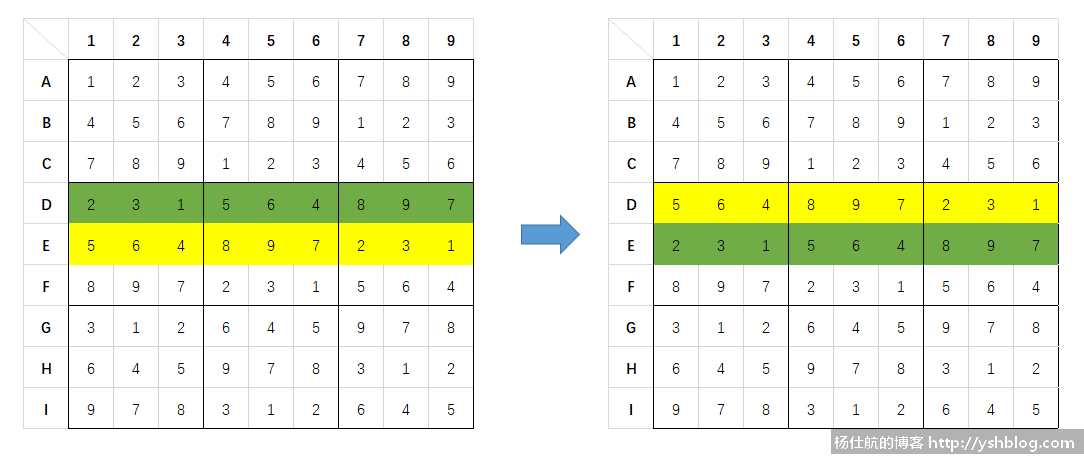 1 2 3 4 5 6 7 8 9
A 1 2 3 4 5 6 7 8 9
B 4 5 6 7 8 9 1 2 3
C 7 8 9 1 2 3 4 5 6
D 2 3 1 5 6 4 8 9 7
E 5 6 4 8 9 7 2 3 1
F 8 9 7 2 3 1 5 6 4
G 3 1 2 6 4 5 9 7 8
H 6 4 5 9 7 8 3 1 2
I 9 7 8 3 1 2 6 4 5
1 2 3 4 5 6 7 8 9
A 1 2 3 4 5 6 7 8 9
B 4 5 6 7 8 9 1 2 3
C 7 8 9 1 2 3 4 5 6
D 5 6 4 8 9 7 2 3 1
E 2 3 1 5 6 4 8 9 7
F 8 9 7 2 3 1 5 6 4
G 3 1 2 6 4 5 9 7 8
H 6 4 5 9 7 8 3 1 2
I 9 7 8 3 1 2 6 4 5
杨仕航的博客 http://yshblog.com